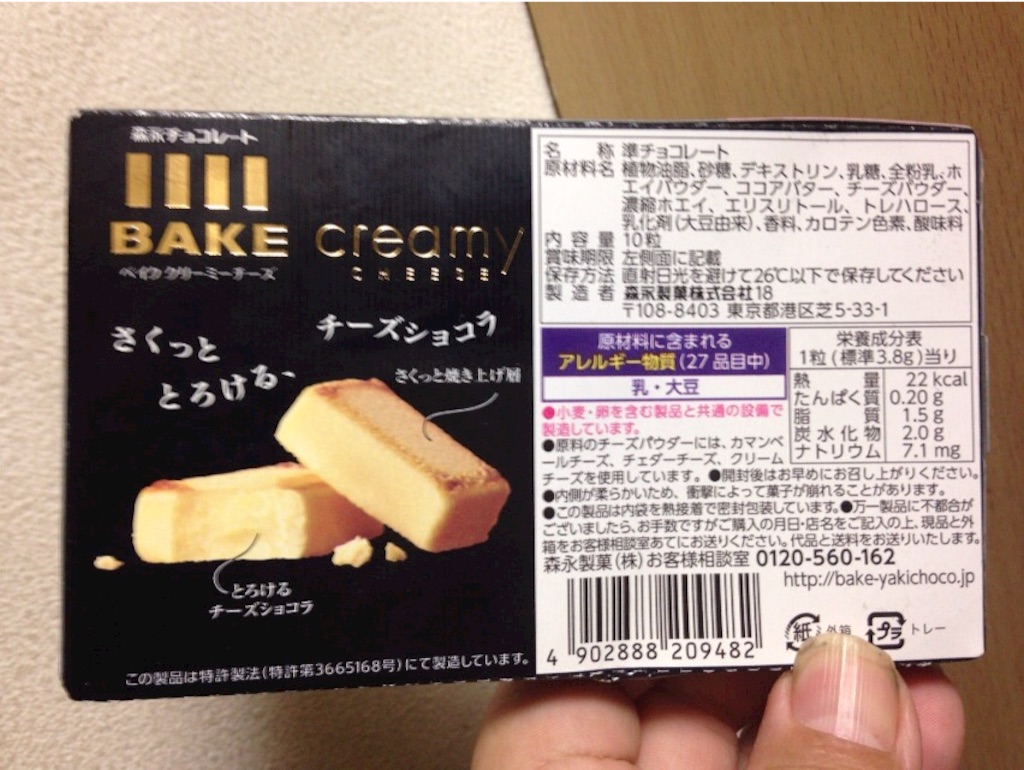 森永チョコレート
BAKE
creamy
CHEESE
ベイク クリーミーチーズ
チーズショコラ
さくっと
とろける、
さくっと焼き上げ層
とろける
チーズショコラ
この製品は特許製法(特許第3665168号)にて製造しています。
名称 準チョコレート
原材料名 植物油脂、砂糖、デキストリン、乳糖、全粉乳、ホ
エイパウダー、ココアバター、チーズパウダー、
濃縮ホエイ、エリスリトール、トレハロース、
乳化剤(大豆由来)、香料、カロテン色素、酸味料
内容量 10粒
賞味期限 左側面に記載
保存方法 直射日光を避けて26℃以下で保存してください
製造者 森永製菓株式会社18
〒108-8403 東京都港区芝5-33-1
原材料に含まれる
アレルギー物質(27品目中)
乳・大豆
栄養成分表
1粒(標準3.8g)当り
熱量 22kcal
たんぱく質 0.20g
脂質 1.5g
炭水化物 2.0g
ナトリウム 7.1mg
●小麦・卵を含む製品と共通の設備で
製造しています。
●原料のチーズパウダーには、カマンベ
ールチーズ、チェダーチーズ、クリーム
チーズを使用しています。●開封後はお早めにお召し上がりください。
●内側が柔らかいため、衝撃によって菓子が崩れることがあります。
●この製品は内袋を熱接着で密封包装しています。●万一製品に不都合が
ございましたら、お手数ですがご購入の月日・店名をご記入の上、現品と外
箱をお客様相談室あてにお送りください。代品と送料をお送りいたします。
森永製菓(株)お客様相談室 0120-560-162
http://bake-yakichoco.jp
4 902888 209482
紙 外箱 プラ トレー